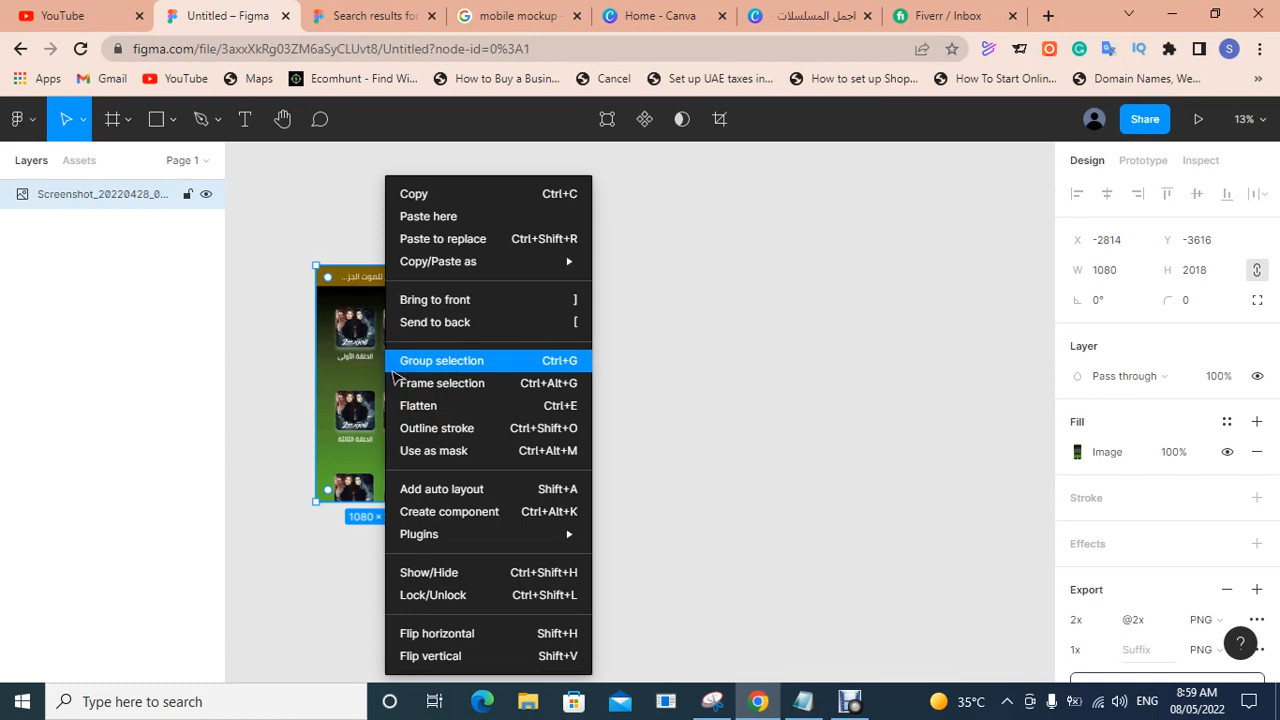 YouTube
Untitled – Figma
Search results for
mobile mockup -
Home - Canva
اجمل المسلسلات -
Fiverr / Inbox
figma.com/file/3axxXkRg03ZM6aSyCLUvt8/Untitled?node-id=0%3A1
S
Apps
Gmail
YouTube
Maps
Ecomhunt - Find Wi...
How to Buy a Busin...
Cancel
Set up UAE taxes in...
How to set up Shop...
How To Start Onlin...
Domain Names, We...
»
Share
13%
Layers
Assets
Page 1
Screenshot_20220428_0...
للموت الجز...
الحلقة الأولى
الحلقة الثالثة
1080 ×
Copy Ctrl+C
Paste here
Paste to replace Ctrl+Shift+R
Copy/Paste as
Bring to front ]
Send to back [
Group selection Ctrl+G
Frame selection Ctrl+Alt+G
Flatten Ctrl+E
Outline stroke Ctrl+Shift+O
Use as mask Ctrl+Alt+M
Add auto layout Shift+A
Create component Ctrl+Alt+K
Plugins
Show/Hide Ctrl+Shift+H
Lock/Unlock Ctrl+Shift+L
Flip horizontal Shift+H
Flip vertical Shift+V
Design
Prototype
Inspect
X -2814 Y -3616
W 1080 H 2018
0° 0
Layer
Pass through 100%
Fill
Image 100%
Stroke
Effects
Export
2x @2x PNG
1x Suffix PNG
?
Type here to search
35°C
ENG
8:59 AM
08/05/2022